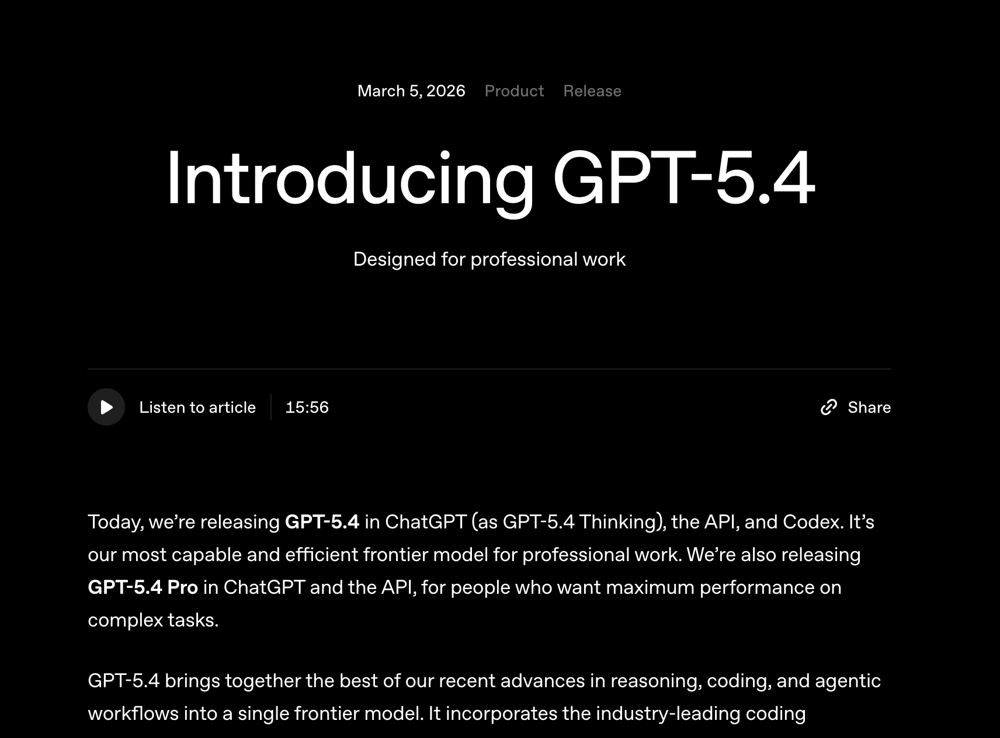 March 5, 2026 Product Release
Introducing GPT-5.4
Designed for professional work
Listen to article 15:56 Share
Today, we’re releasing GPT-5.4 in ChatGPT (as GPT-5.4 Thinking), the API, and Codex. It’s
our most capable and efficient frontier model for professional work. We’re also releasing
GPT-5.4 Pro in ChatGPT and the API, for people who want maximum performance on
complex tasks.
GPT-5.4 brings together the best of our recent advances in reasoning, coding, and agentic
workflows into a single frontier model. It incorporates the industry-leading coding